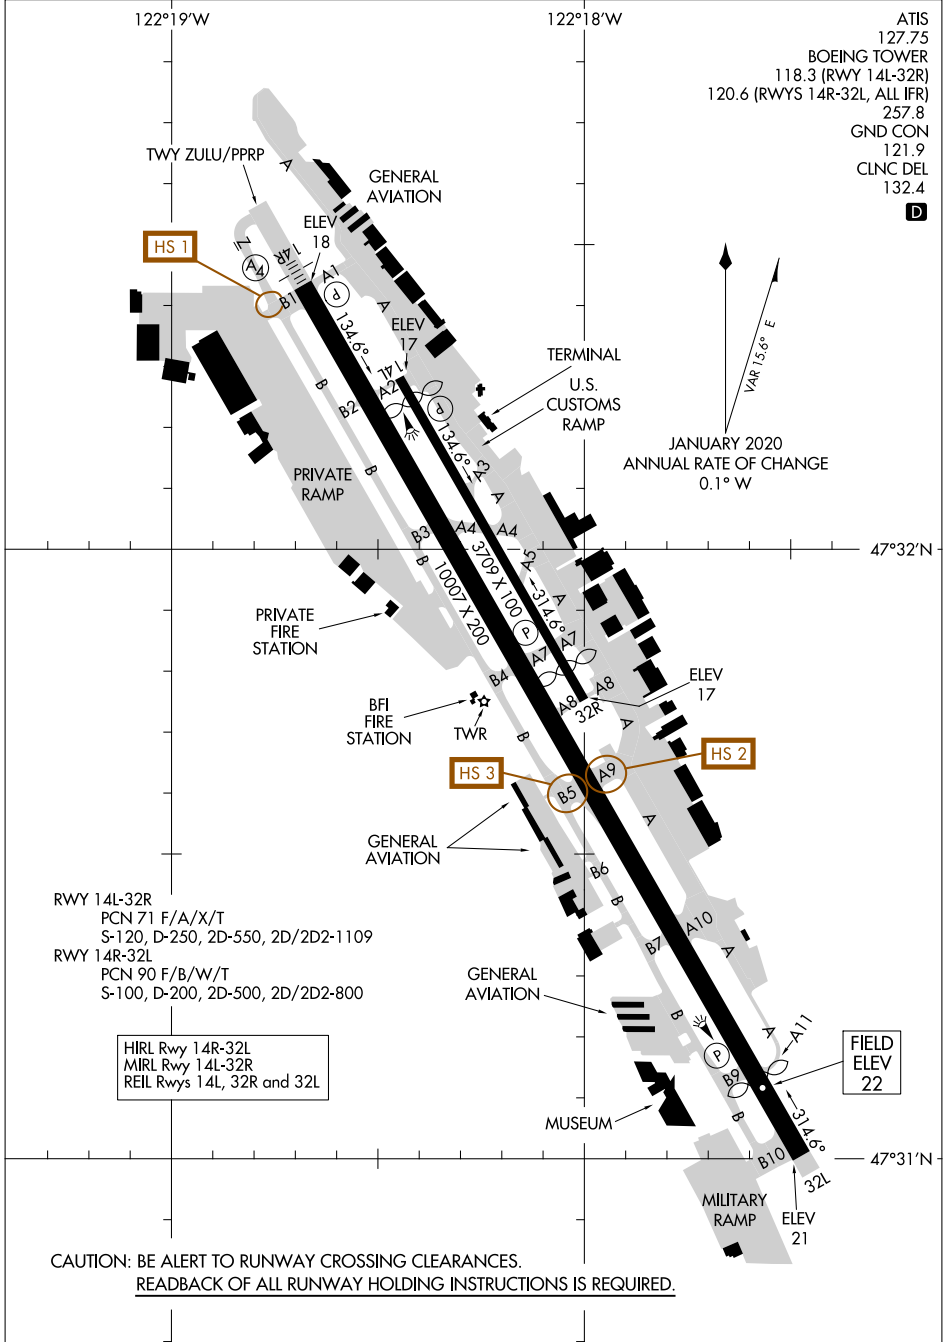 122°19'W
122°18'W
ATIS
127.75
BOEING TOWER
118.3 (RWY 14L-32R)
120.6 (RWYS 14R-32L, ALL IFR)
257.8
GND CON
121.9
CLNC DEL
132.4
D
TWY ZULU/PPRP
A
GENERAL
AVIATION
HS 1
Z
A4
14R
ELEV
18
A1
P
B1
A
134.6°
ELEV
17
14L
VAR 15.6° E
TERMINAL
U.S.
CUSTOMS
RAMP
B
B2
A2
P
134.6°
JANUARY 2020
ANNUAL RATE OF CHANGE
0.1° W
PRIVATE
RAMP
B
A3
A
B3
A4
A4
47°32'N
B
10007 X 200
3709 X 100
A5
314.6°
A
PRIVATE
FIRE
STATION
P
A7
A7
B4
A8
A8
32R
ELEV
17
BFI
FIRE
STATION
TWR
B
A
HS 3
HS 2
B5
A9
GENERAL
AVIATION
A
B6
B
RWY 14L-32R
PCN 71 F/A/X/T
S-120, D-250, 2D-550, 2D/2D2-1109
RWY 14R-32L
PCN 90 F/B/W/T
S-100, D-200, 2D-500, 2D/2D2-800
B7
A10
A
GENERAL
AVIATION
B
A
A11
HIRL Rwy 14R-32L
MIRL Rwy 14L-32R
REIL Rwys 14L, 32R and 32L
P
B9
FIELD
ELEV
22
MUSEUM
B
314.6°
B10
47°31'N
32L
MILITARY
RAMP
ELEV
21
CAUTION: BE ALERT TO RUNWAY CROSSING CLEARANCES.
READBACK OF ALL RUNWAY HOLDING INSTRUCTIONS IS REQUIRED.